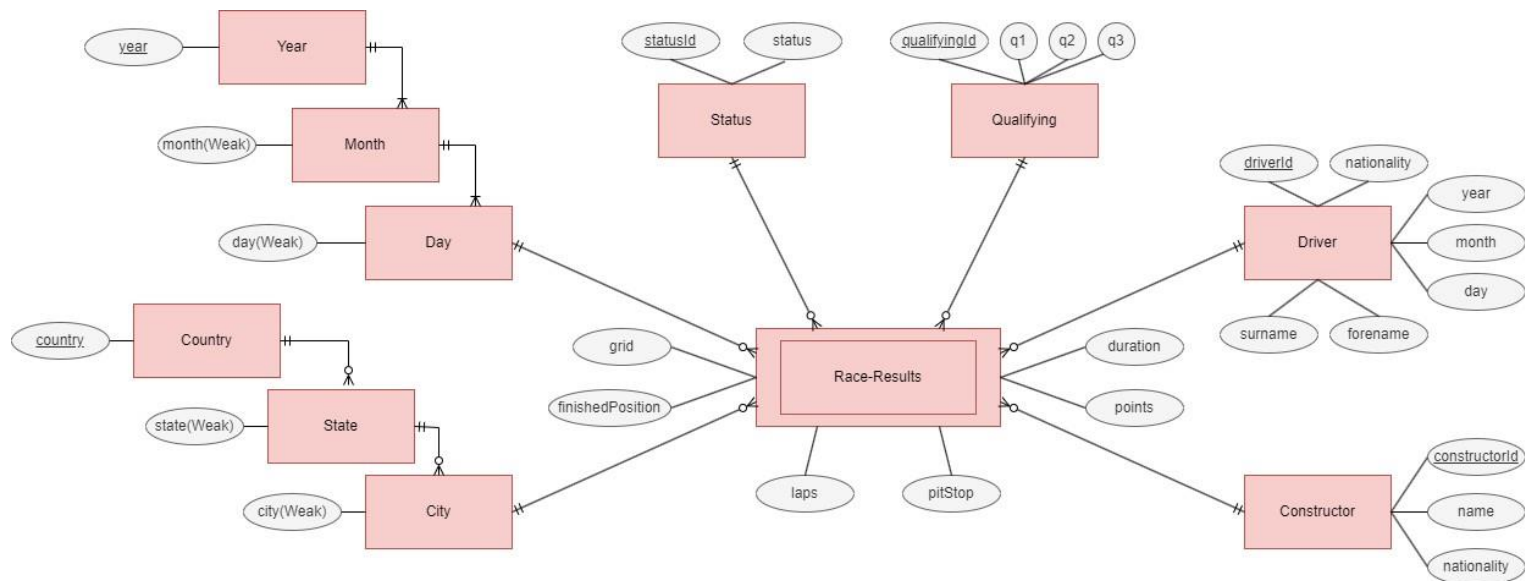 year
Year
statusId
status
qualifyingId
q1
q2
q3
month(Weak)
Month
Status
Qualifying
driverId
nationality
year
day(Weak)
Day
Driver
month
day
country
Country
surname
forename
grid
Race-Results
duration
finishedPosition
points
state(Weak)
State
laps
pitStop
constructorId
city(Weak)
City
Constructor
name
nationality